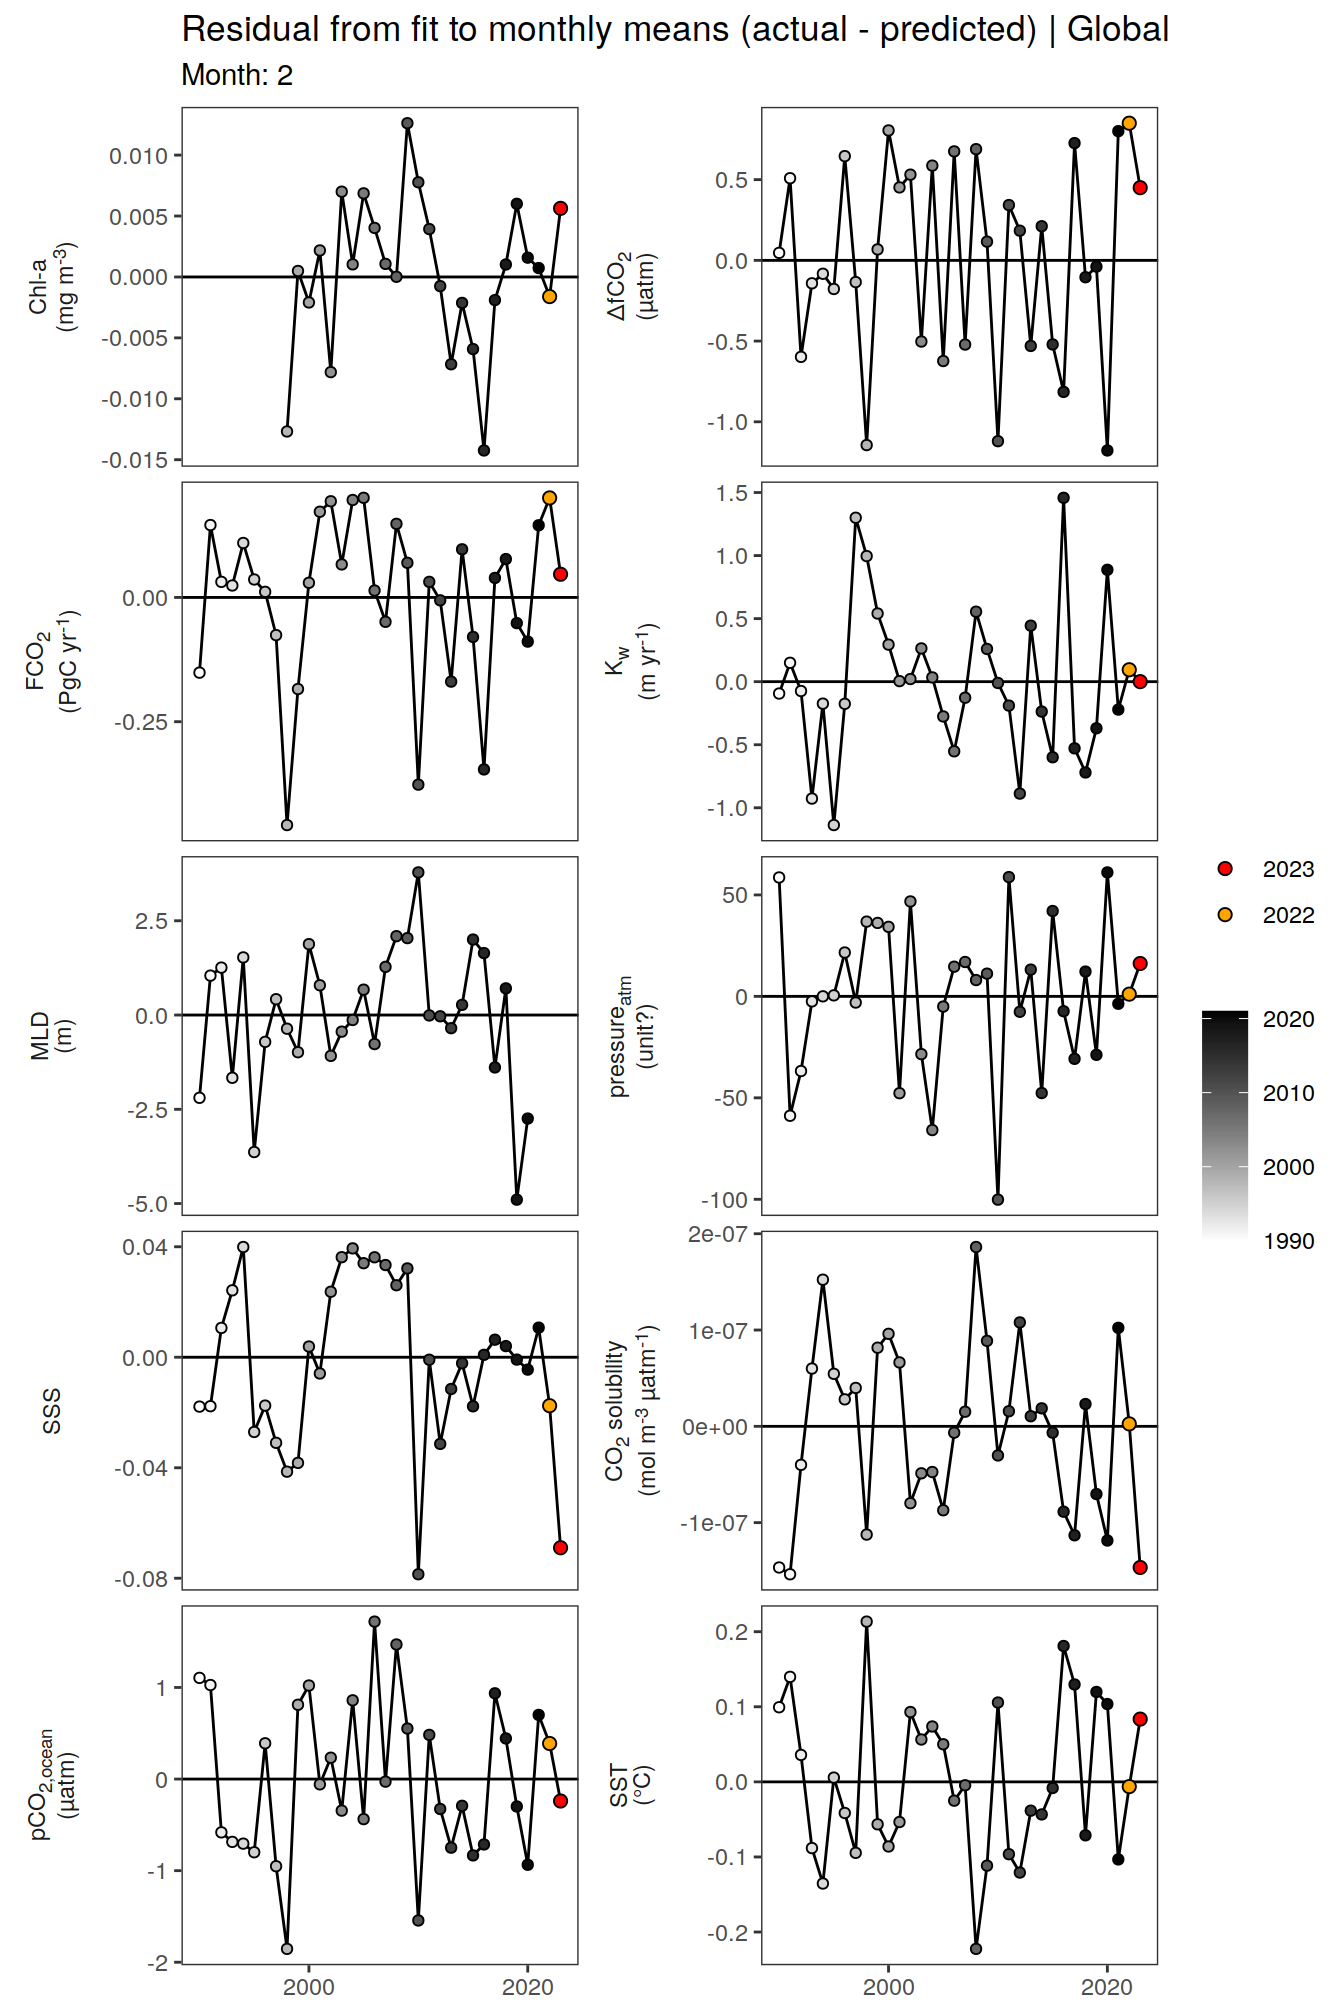 Residual from fit to monthly means (actual - predicted) | Global
Month: 2
Chl-a
(mg m-3)
0.010
0.005
0.000
-0.005
-0.010
-0.015
ΔfCO2
(µatm)
0.5
0.0
-0.5
-1.0
FCO2
(PgC yr-1)
0.00
-0.25
Kw
(m yr-1)
1.5
1.0
0.5
0.0
-0.5
-1.0
MLD
(m)
2.5
0.0
-2.5
-5.0
pressureatm
(unit?)
50
0
-50
-100
SSS
0.04
0.00
-0.04
-0.08
CO2 solubility
(mol m-3 µatm-1)
2e-07
1e-07
0e+00
-1e-07
pCO2,ocean
(µatm)
1
0
-1
-2
2000 2020
SST
(°C)
0.2
0.1
0.0
-0.1
-0.2
2000 2020
2023
2022
2020
2010
2000
1990